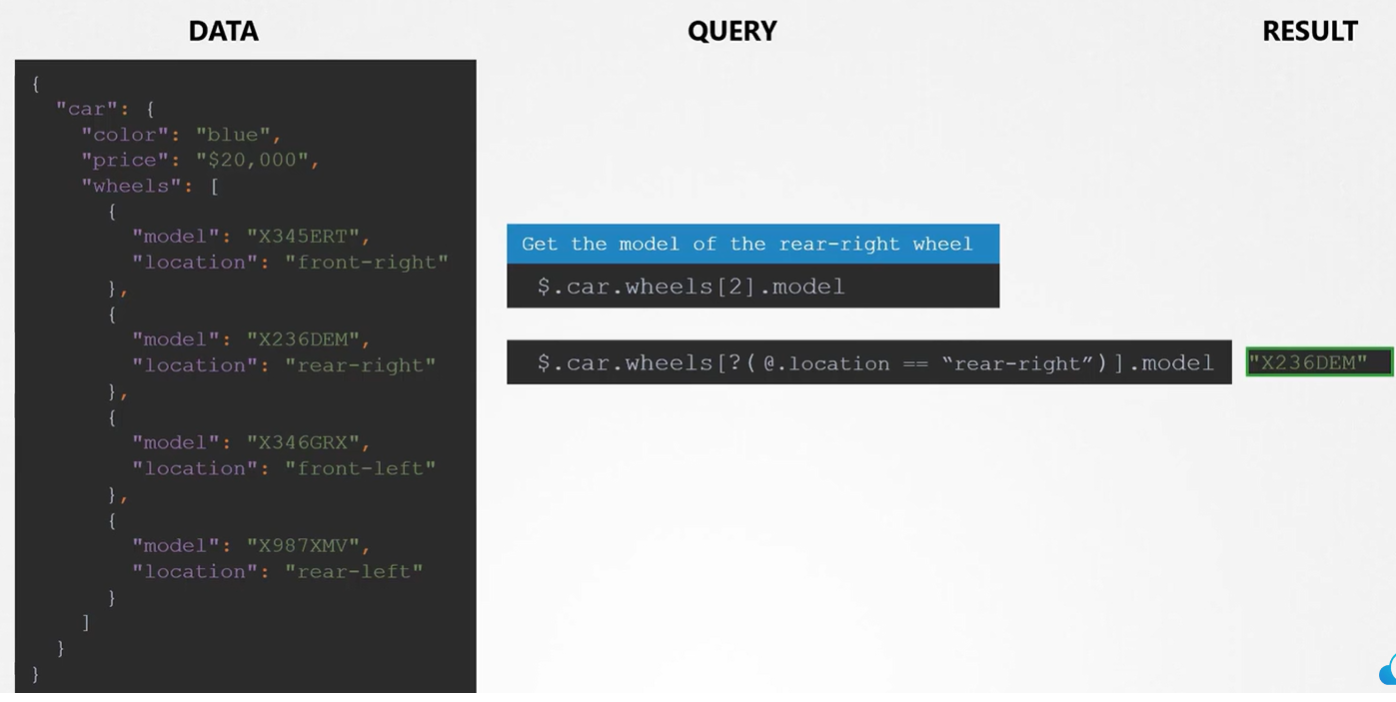 DATA
QUERY
RESULT
{
"car": {
"color": "blue",
"price": "$20,000",
"wheels": [
{
"model": "X345ERT",
"location": "front-right"
},
{
"model": "X236DEM",
"location": "rear-right"
},
{
"model": "X346GRX",
"location": "front-left"
},
{
"model": "X987XMV",
"location": "rear-left"
}
]
}
}
Get the model of the rear-right wheel
$.car.wheels[2].model
$.car.wheels[?(@.location == “rear-right”)].model
"X236DEM"